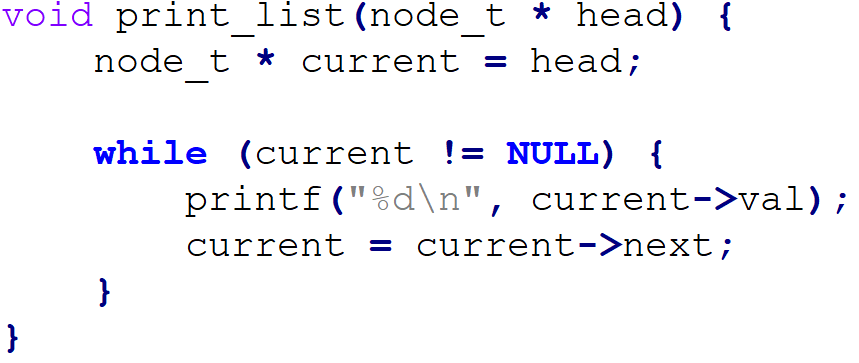 void print_list(node_t * head) {
    node_t * current = head;

    while (current != NULL) {
        printf("%d\n", current->val);
        current = current->next;
    }
}